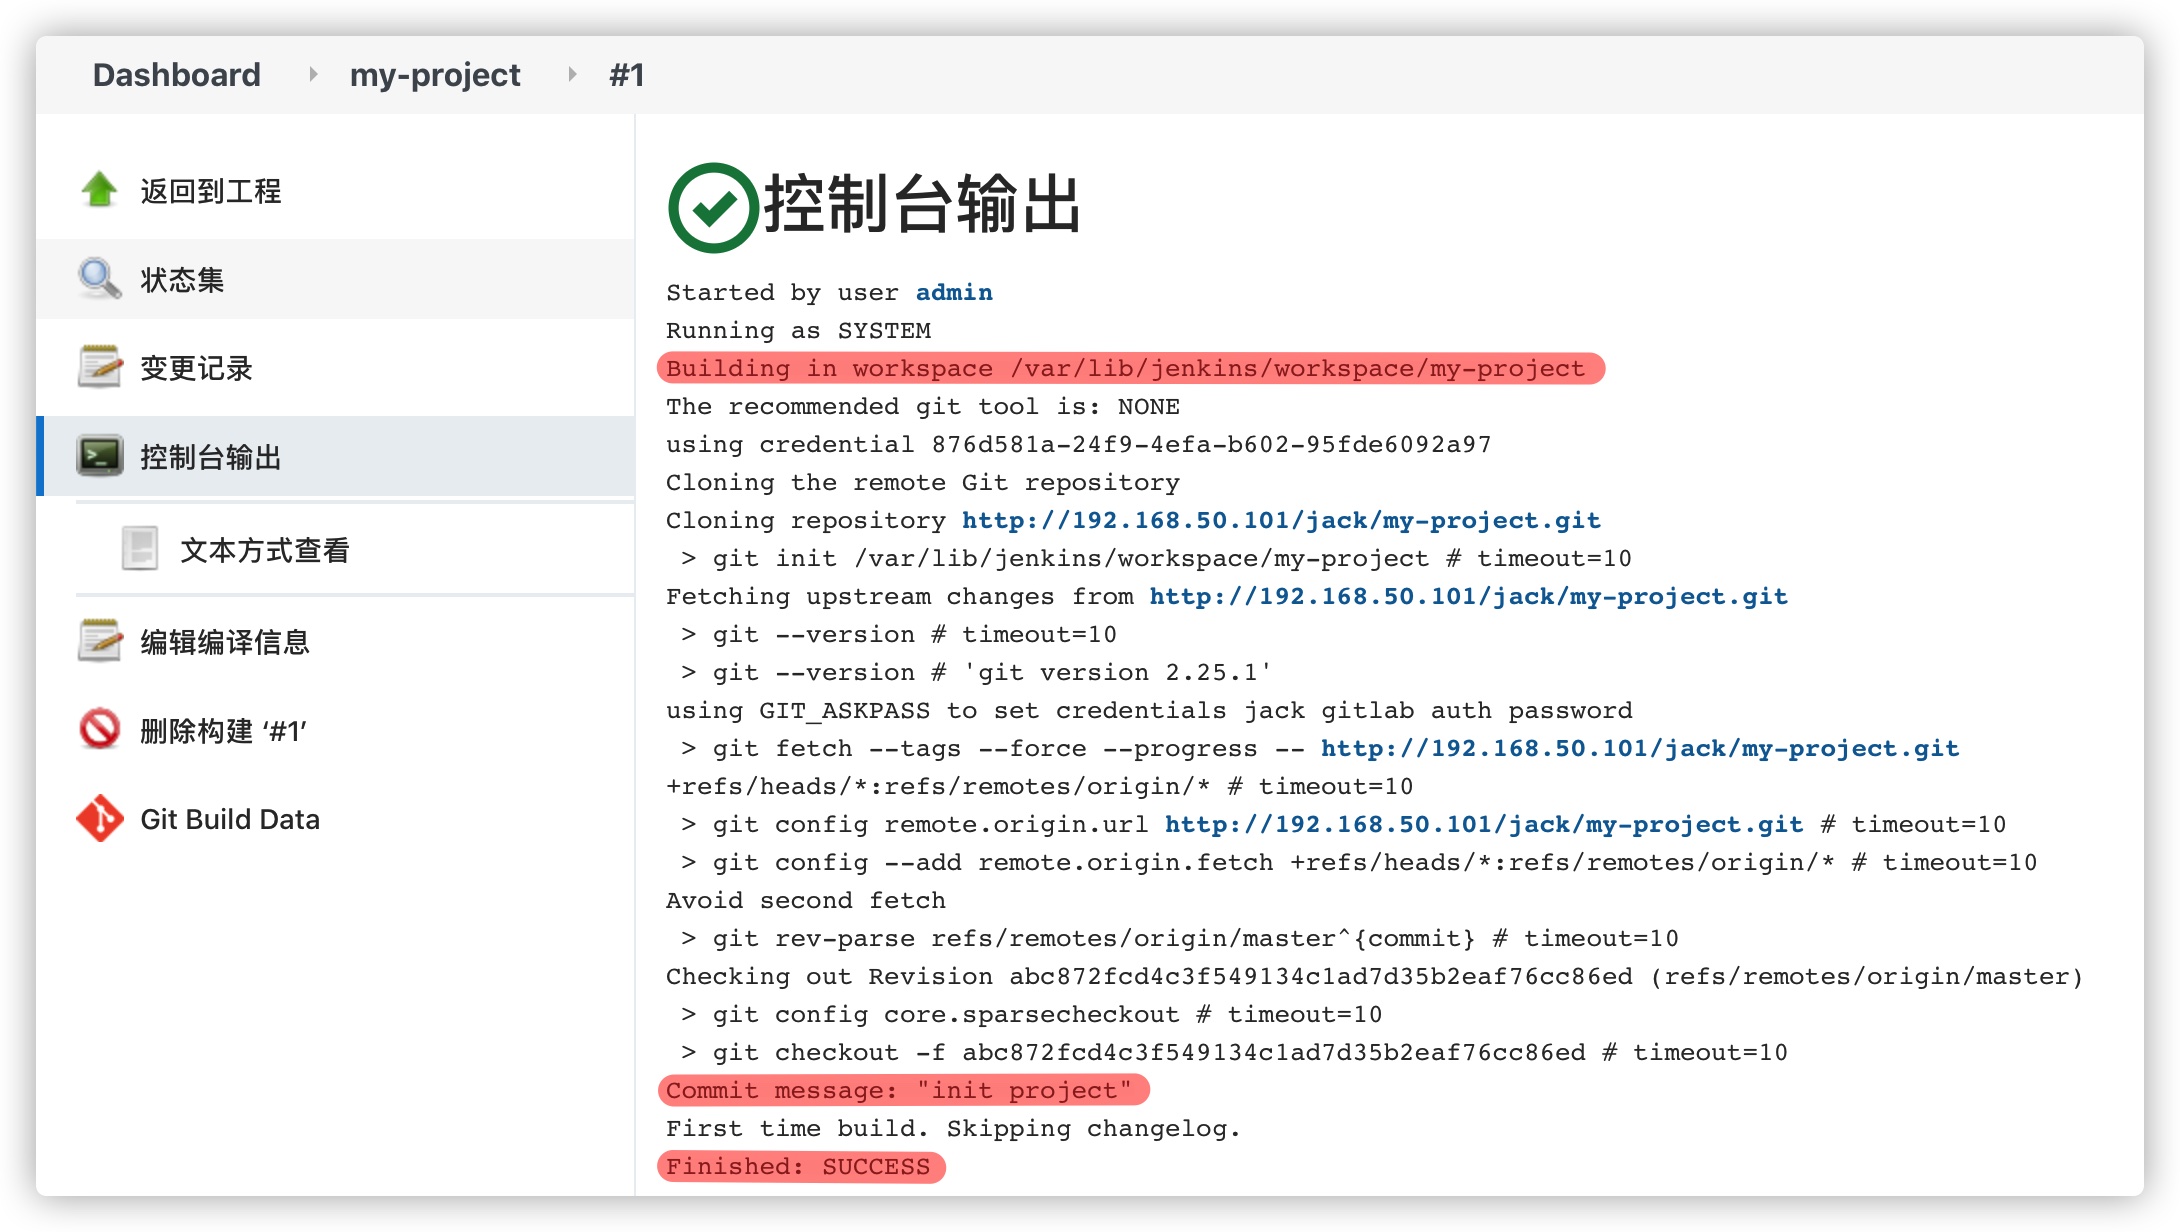 Dashboard my-project #1
返回到工程
状态集
变更记录
控制台输出
文本方式查看
编辑编译信息
删除构建 ‘#1’
Git Build Data
控制台输出
Started by user admin
Running as SYSTEM
Building in workspace /var/lib/jenkins/workspace/my-project
The recommended git tool is: NONE
using credential 876d581a-24f9-4efa-b602-95fde6092a97
Cloning the remote Git repository
Cloning repository http://192.168.50.101/jack/my-project.git
> git init /var/lib/jenkins/workspace/my-project # timeout=10
Fetching upstream changes from http://192.168.50.101/jack/my-project.git
> git --version # timeout=10
> git --version # 'git version 2.25.1'
using GIT_ASKPASS to set credentials jack gitlab auth password
> git fetch --tags --force --progress -- http://192.168.50.101/jack/my-project.git
+refs/heads/*:refs/remotes/origin/* # timeout=10
> git config remote.origin.url http://192.168.50.101/jack/my-project.git # timeout=10
> git config --add remote.origin.fetch +refs/heads/*:refs/remotes/origin/* # timeout=10
Avoid second fetch
> git rev-parse refs/remotes/origin/master^{commit} # timeout=10
Checking out Revision abc872fcd4c3f549134c1ad7d35b2eaf76cc86ed (refs/remotes/origin/master)
> git config core.sparsecheckout # timeout=10
> git checkout -f abc872fcd4c3f549134c1ad7d35b2eaf76cc86ed # timeout=10
Commit message: "init project"
First time build. Skipping changelog.
Finished: SUCCESS